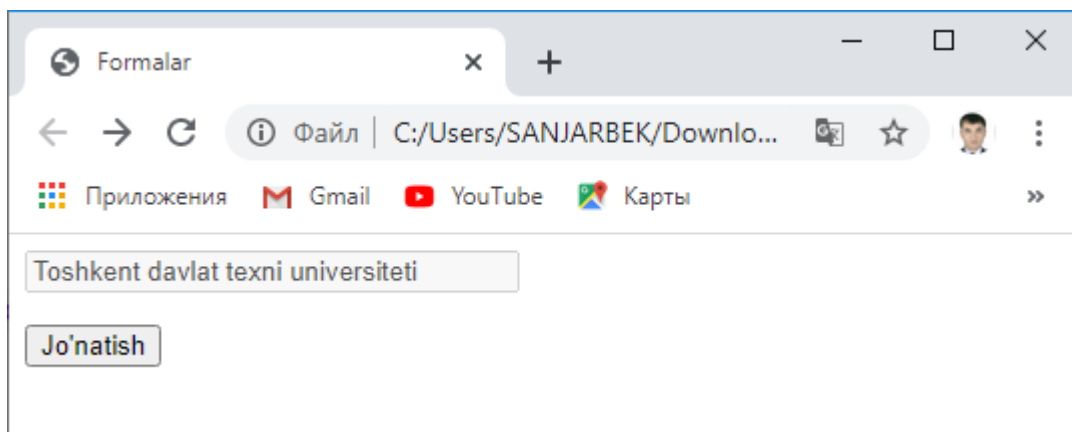 Formalar
Файл | C:/Users/SANJARBEK/Downlo...
Приложения Gmail YouTube Карты »
Toshkent davlat texni universiteti
Jo'natish